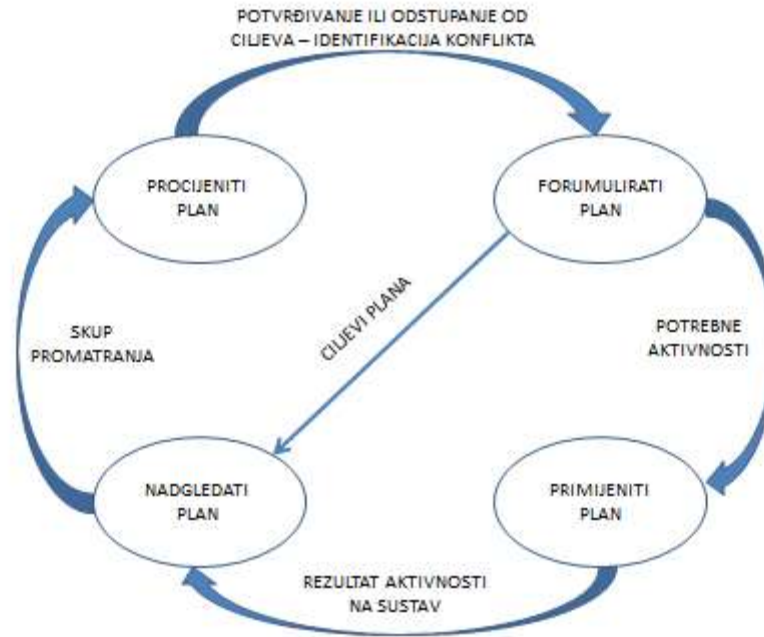 POTVRĐIVANJE ILI ODSTUPANJE OD
CILJEVA – IDENTIFIKACIJA KONFLIKTA
PROCIJENITI
PLAN
FORUMULIRATI
PLAN
CILJEVI PLANA
SKUP
PROMATRANJA
POTREBNE
AKTIVNOSTI
NADGLEDATI
PLAN
PRIMIJENITI
PLAN
REZULTAT AKTIVNOSTI
NA SUSTAV